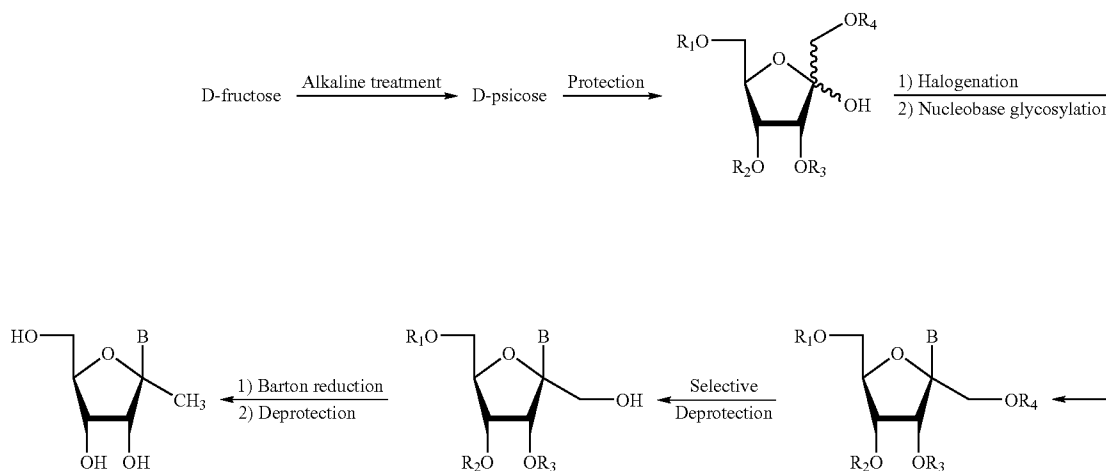 D-fructose Alkaline treatment D-psicose Protection R₁O O OR₄ OH R₂O OR₃ 1) Halogenation
2) Nucleobase glycosylation
HO O B CH₃ OH OH 1) Barton reduction
2) Deprotection
R₁O O B OH R₂O OR₃ Selective
Deprotection
R₁O O B OR₄ R₂O OR₃